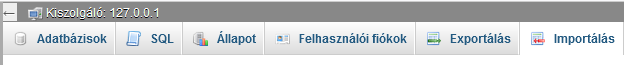 ← Kiszolgáló: 127.0.0.1
Adatbázisok SQL Állapot Felhasználói fiókok Exportálás Importálás